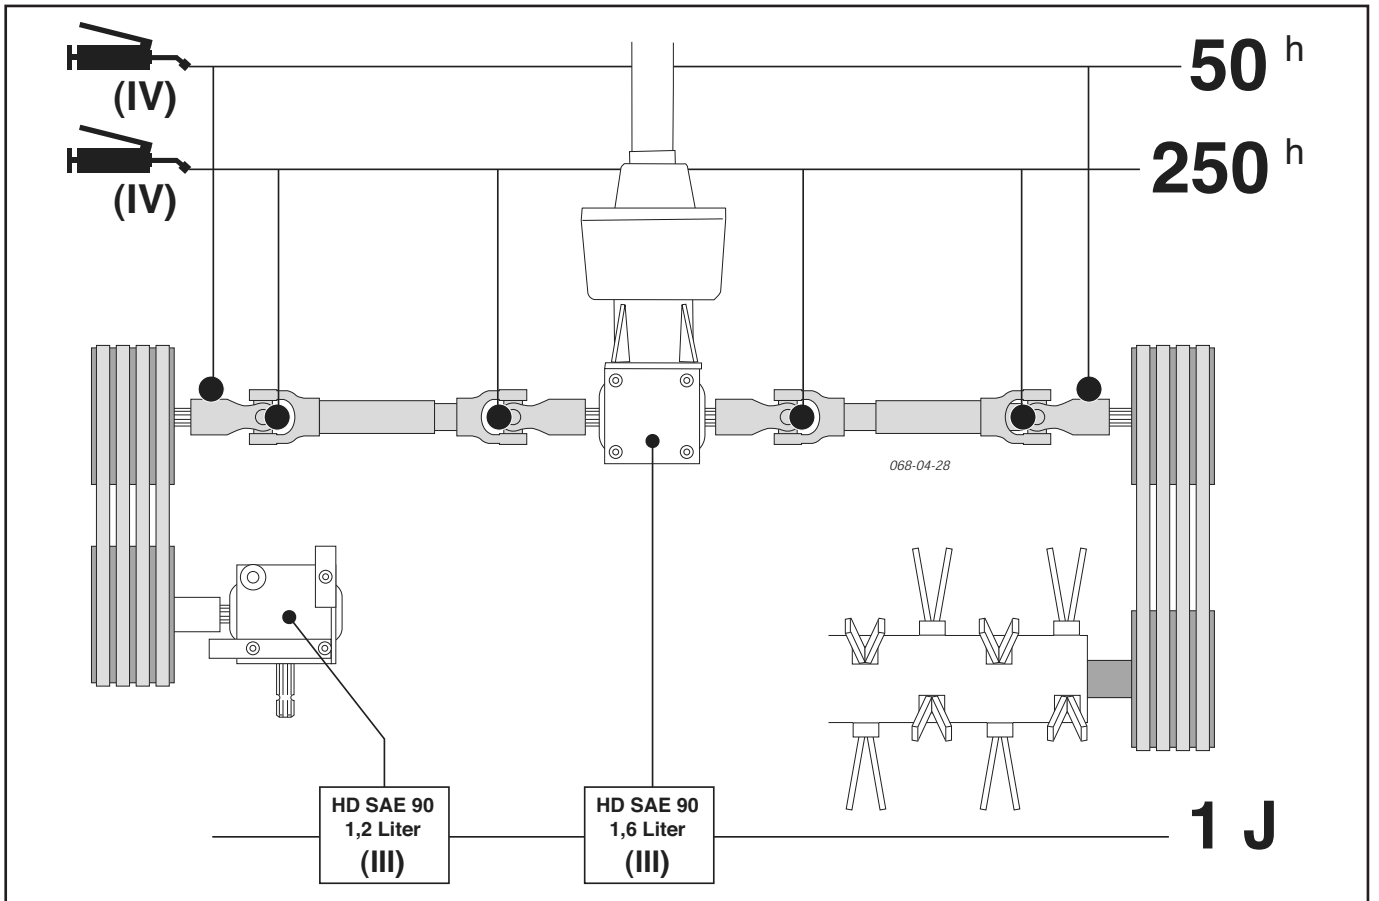 50 h
(IV)
250 h
(IV)
068-04-28
HD SAE 90
1,2 Liter
(III)
HD SAE 90
1,6 Liter
(III)
1 J